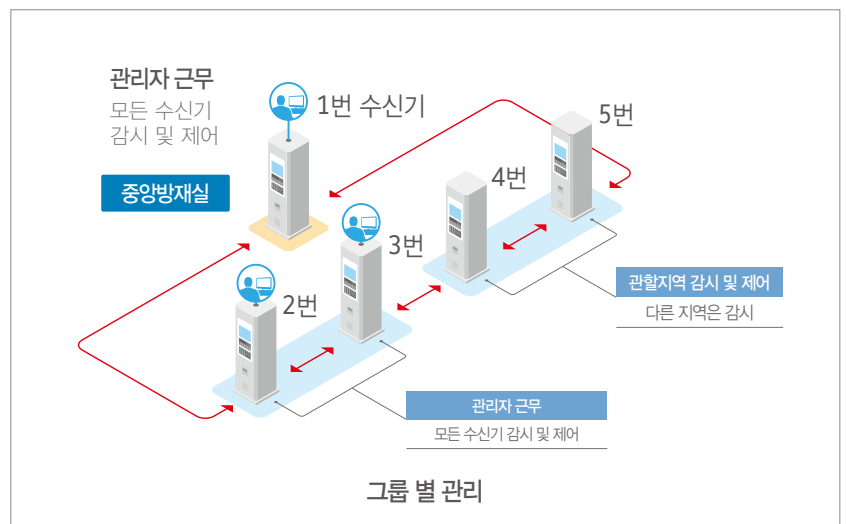 관리자 근무
모든 수신기
감시 및 제어
중앙방재실
1번 수신기
5번
4번
3번
2번
관할지역 감시 및 제어
다른 지역은 감시
관리자 근무
모든 수신기 감시 및 제어
그룹 별 관리